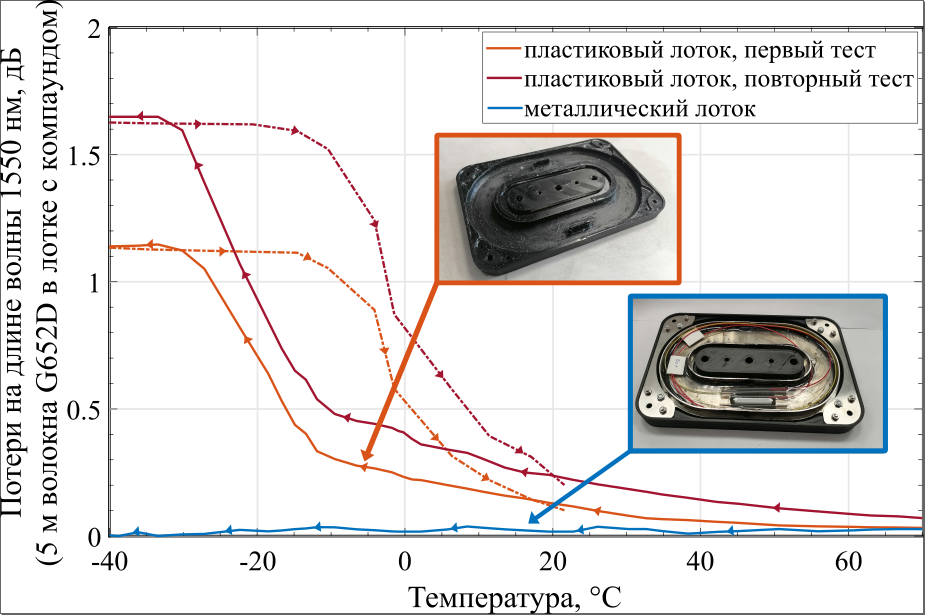 Потери на длине волны 1550 нм, дБ
(5 м волокна G652D в лотке с компаундом)
2
1.5
1
0.5
0
пластиковый лоток, первый тест
пластиковый лоток, повторный тест
металлический лоток
-40
-20
0
20
40
60
Температура, °C